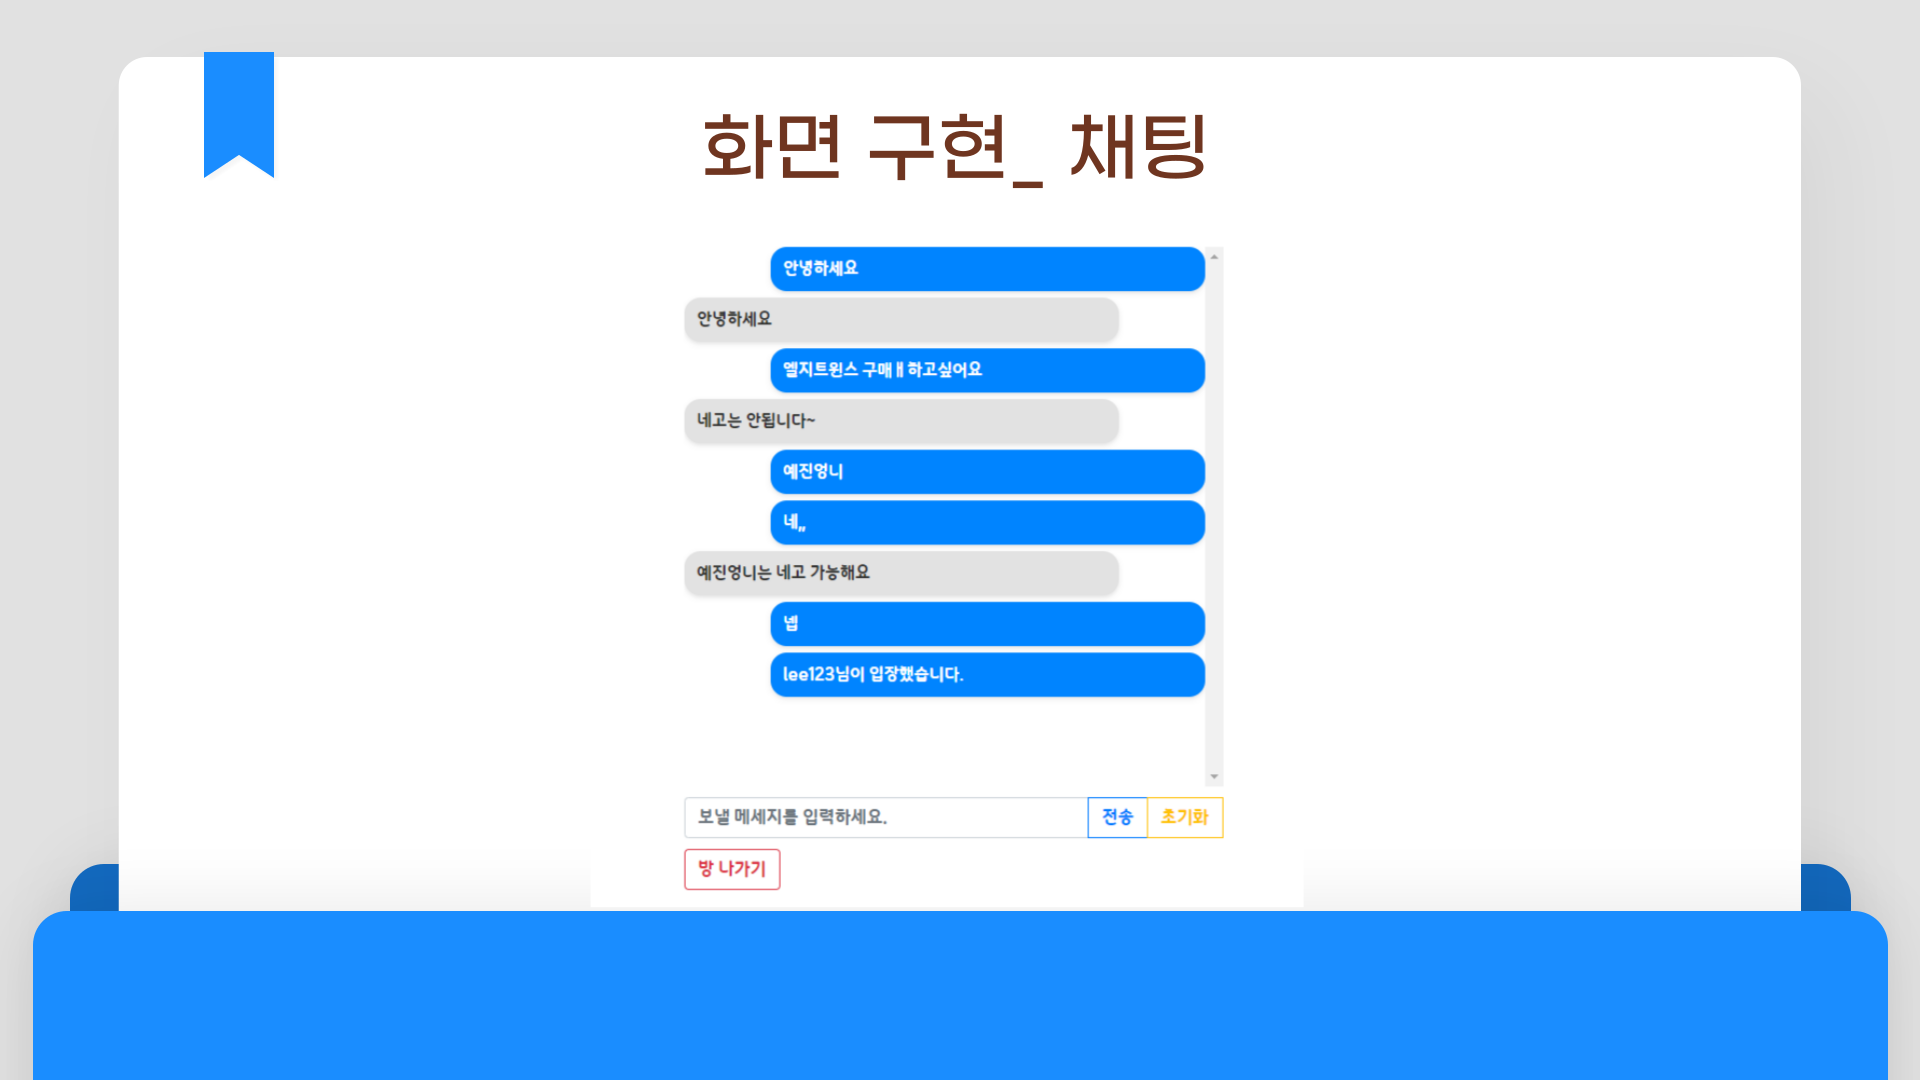 화면 구현_ 채팅
안녕하세요
안녕하세요
엘지트윈스 구매ㅐ하고싶어요
네고는 안됩니다~
예진엉니
네,,
예진엉니는 네고 가능해요
넵
lee123님이 입장했습니다.
보낼 메세지를 입력하세요.
전송
초기화
방 나가기